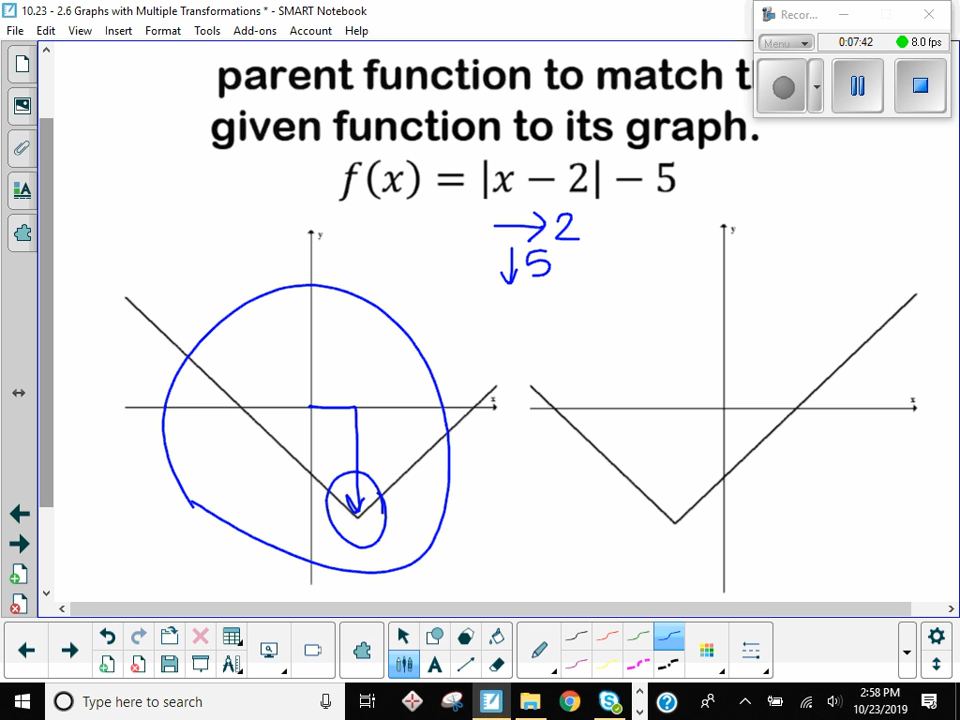 10.23 - 2.6 Graphs with Multiple Transformations * - SMART Notebook
Recor...
File Edit View Insert Format Tools Add-ons Account Help
Menu 0:07:42 8.0 fps
parent function to match t
given function to its graph.
f(x) = |x − 2| − 5
→2
↓5
y
y
x
x
A
A
Type here to search
2:58 PM
10/23/2019